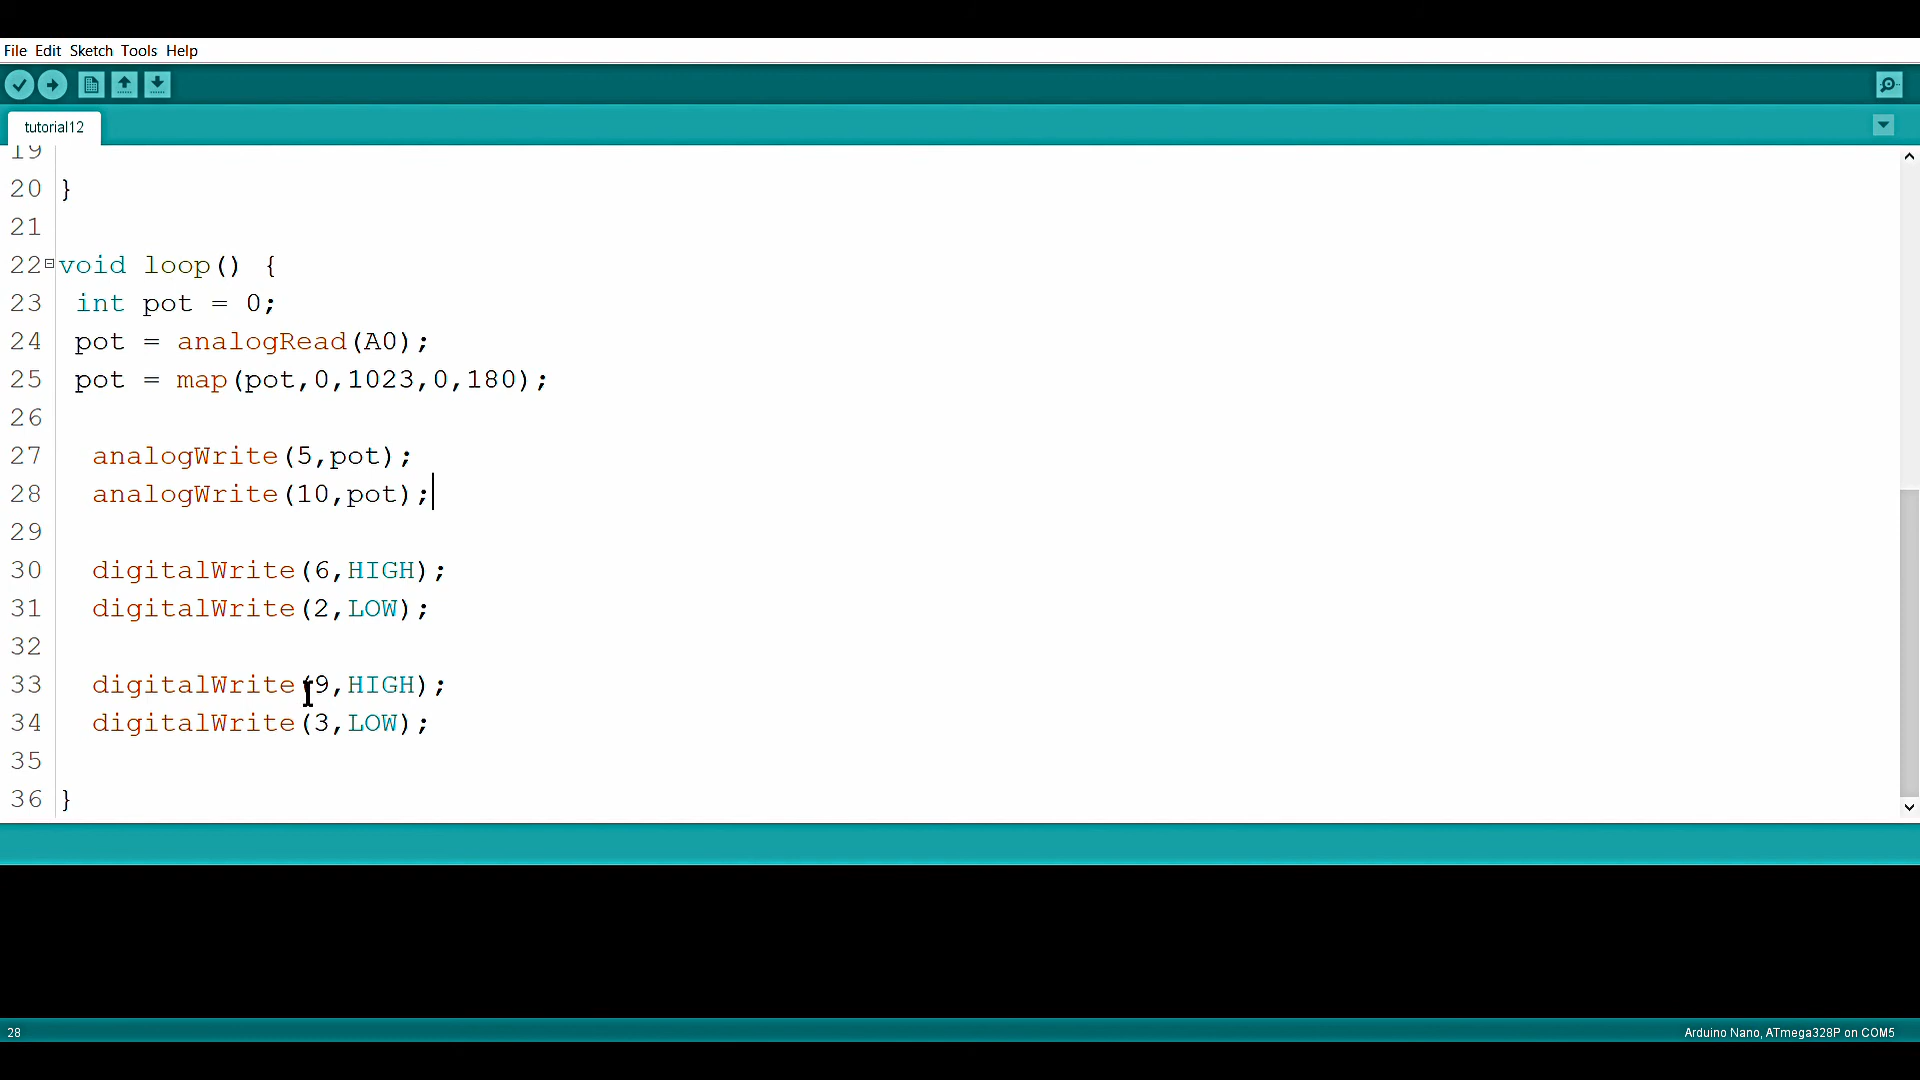 File Edit Sketch Tools Help
tutorial12
19
20 }
21
22 void loop() {
23 int pot = 0;
24 pot = analogRead(A0);
25 pot = map(pot,0,1023,0,180);
26
27 analogWrite(5,pot);
28 analogWrite(10,pot);
29
30 digitalWrite(6,HIGH);
31 digitalWrite(2,LOW);
32
33 digitalWrite(9,HIGH);
34 digitalWrite(3,LOW);
35
36 }
28 Arduino Nano, ATmega328P on COM5